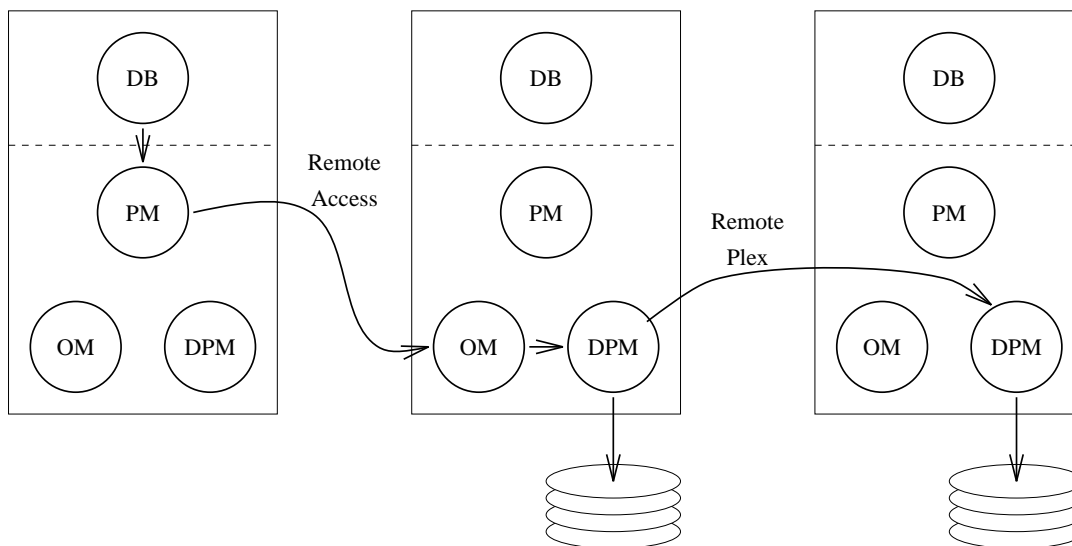 DB
DB
DB
Remote
Access
PM
PM
PM
Remote
Plex
OM
DPM
OM
DPM
OM
DPM